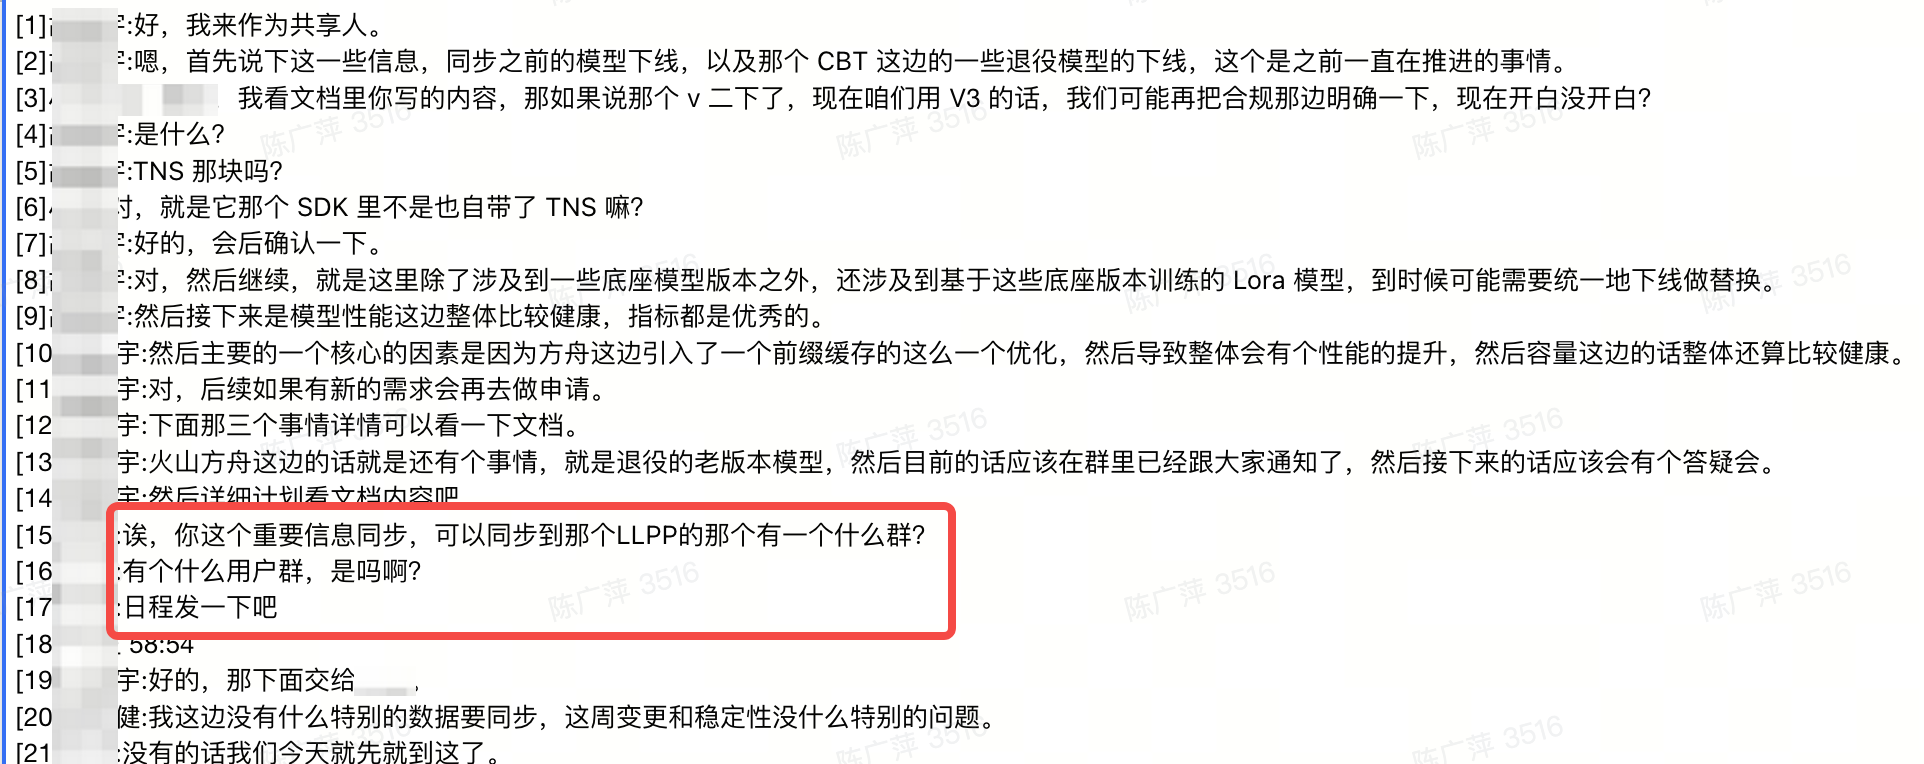 [1] 宇:好，我来作为共享人。
[2] 宇:嗯，首先说下这一些信息，同步之前的模型下线，以及那个 CBT 这边的一些退役模型的下线，这个是之前一直在推进的事情。
[3] 我看文档里你写的内容，那如果说那个 v 二下了，现在咱们用 V3 的话，我们可能再把合规那边明确一下，现在开白没开白？
[4] 宇:是什么？
[5] 宇:TNS 那块吗？
[6] 对，就是它那个 SDK 里不是也自带了 TNS 嘛？
[7] 宇:好的，会后确认一下。
[8] 宇:对，然后继续，就是这里除了涉及到一些底座模型版本之外，还涉及到基于这些底座版本训练的 Lora 模型，到时候可能需要统一地下线做替换。
[9] 宇:然后接下来是模型性能这边整体比较健康，指标都是优秀的。
[10 宇:然后主要的一个核心的因素是因为方舟这边引入了一个前缀缓存的这么一个优化，然后导致整体会有个性能的提升，然后容量这边的话整体还算比较健康。
[11 宇:对，后续如果有新的需求会再去做申请。
[12 宇:下面那三个事情详情可以看一下文档。
[13 宇:火山方舟这边的话就是还有个事情，就是退役的老版本模型，然后目前的话应该在群里已经跟大家通知了，然后接下来的话应该会有个答疑会。
[14 宇:然后详细计划看文档内容吧
[15 :诶，你这个重要信息同步，可以同步到那个LLPP的那个有一个什么群？
[16 :有个什么用户群，是吗啊？
[17 :日程发一下吧
[18 58:54
[19 宇:好的，那下面交给 ，
[20 健:我这边没有什么特别的数据要同步，这周变更和稳定性没什么特别的问题。
[21 :没有的话我们今天就先就到这了。
陈广萍 3516